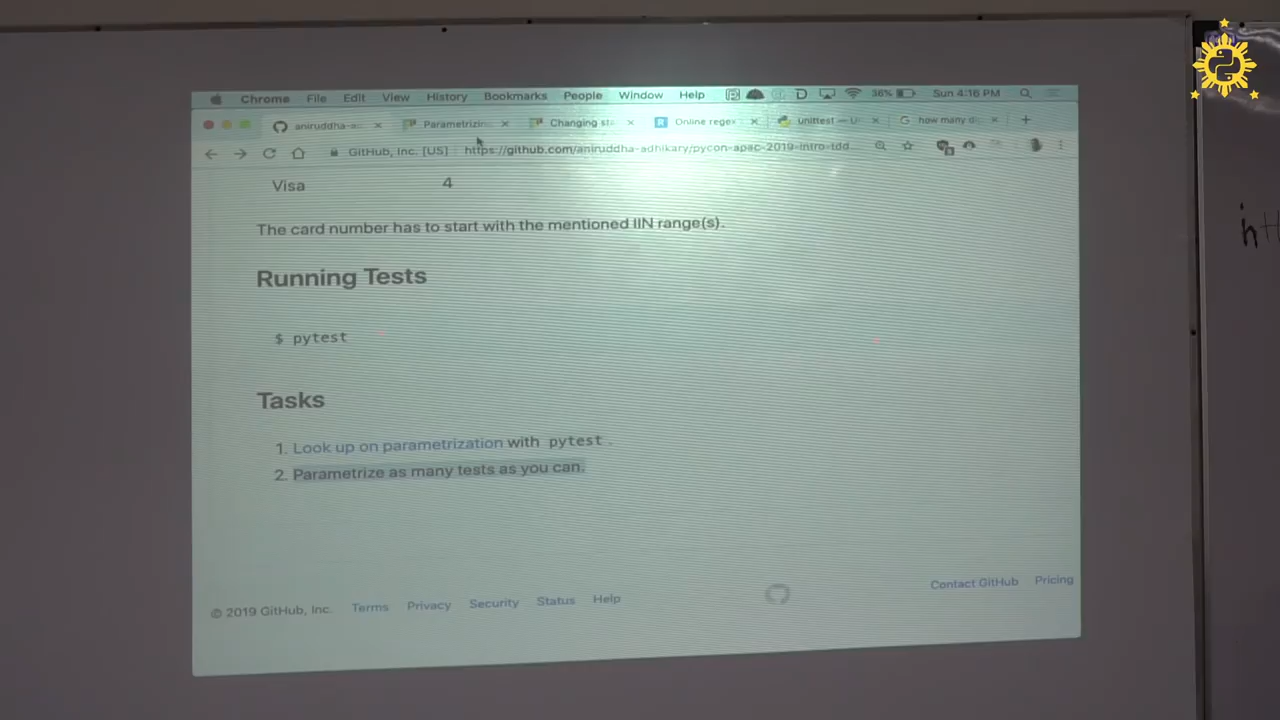 Chrome File Edit View History Bookmarks People Window Help 36% Sun 4:16 PM
aniruddha-a Parametrizin Changing sta Online regex unittest — U how many d
GitHub, Inc. [US] https://github.com/aniruddha-adhikary/pycon-apac-2019-intro-tdd...
Visa 4
The card number has to start with the mentioned IIN range(s).
Running Tests
$ pytest
Tasks
1. Look up on parametrization with pytest .
2. Parametrize as many tests as you can.
© 2019 GitHub, Inc. Terms Privacy Security Status Help Contact GitHub Pricing